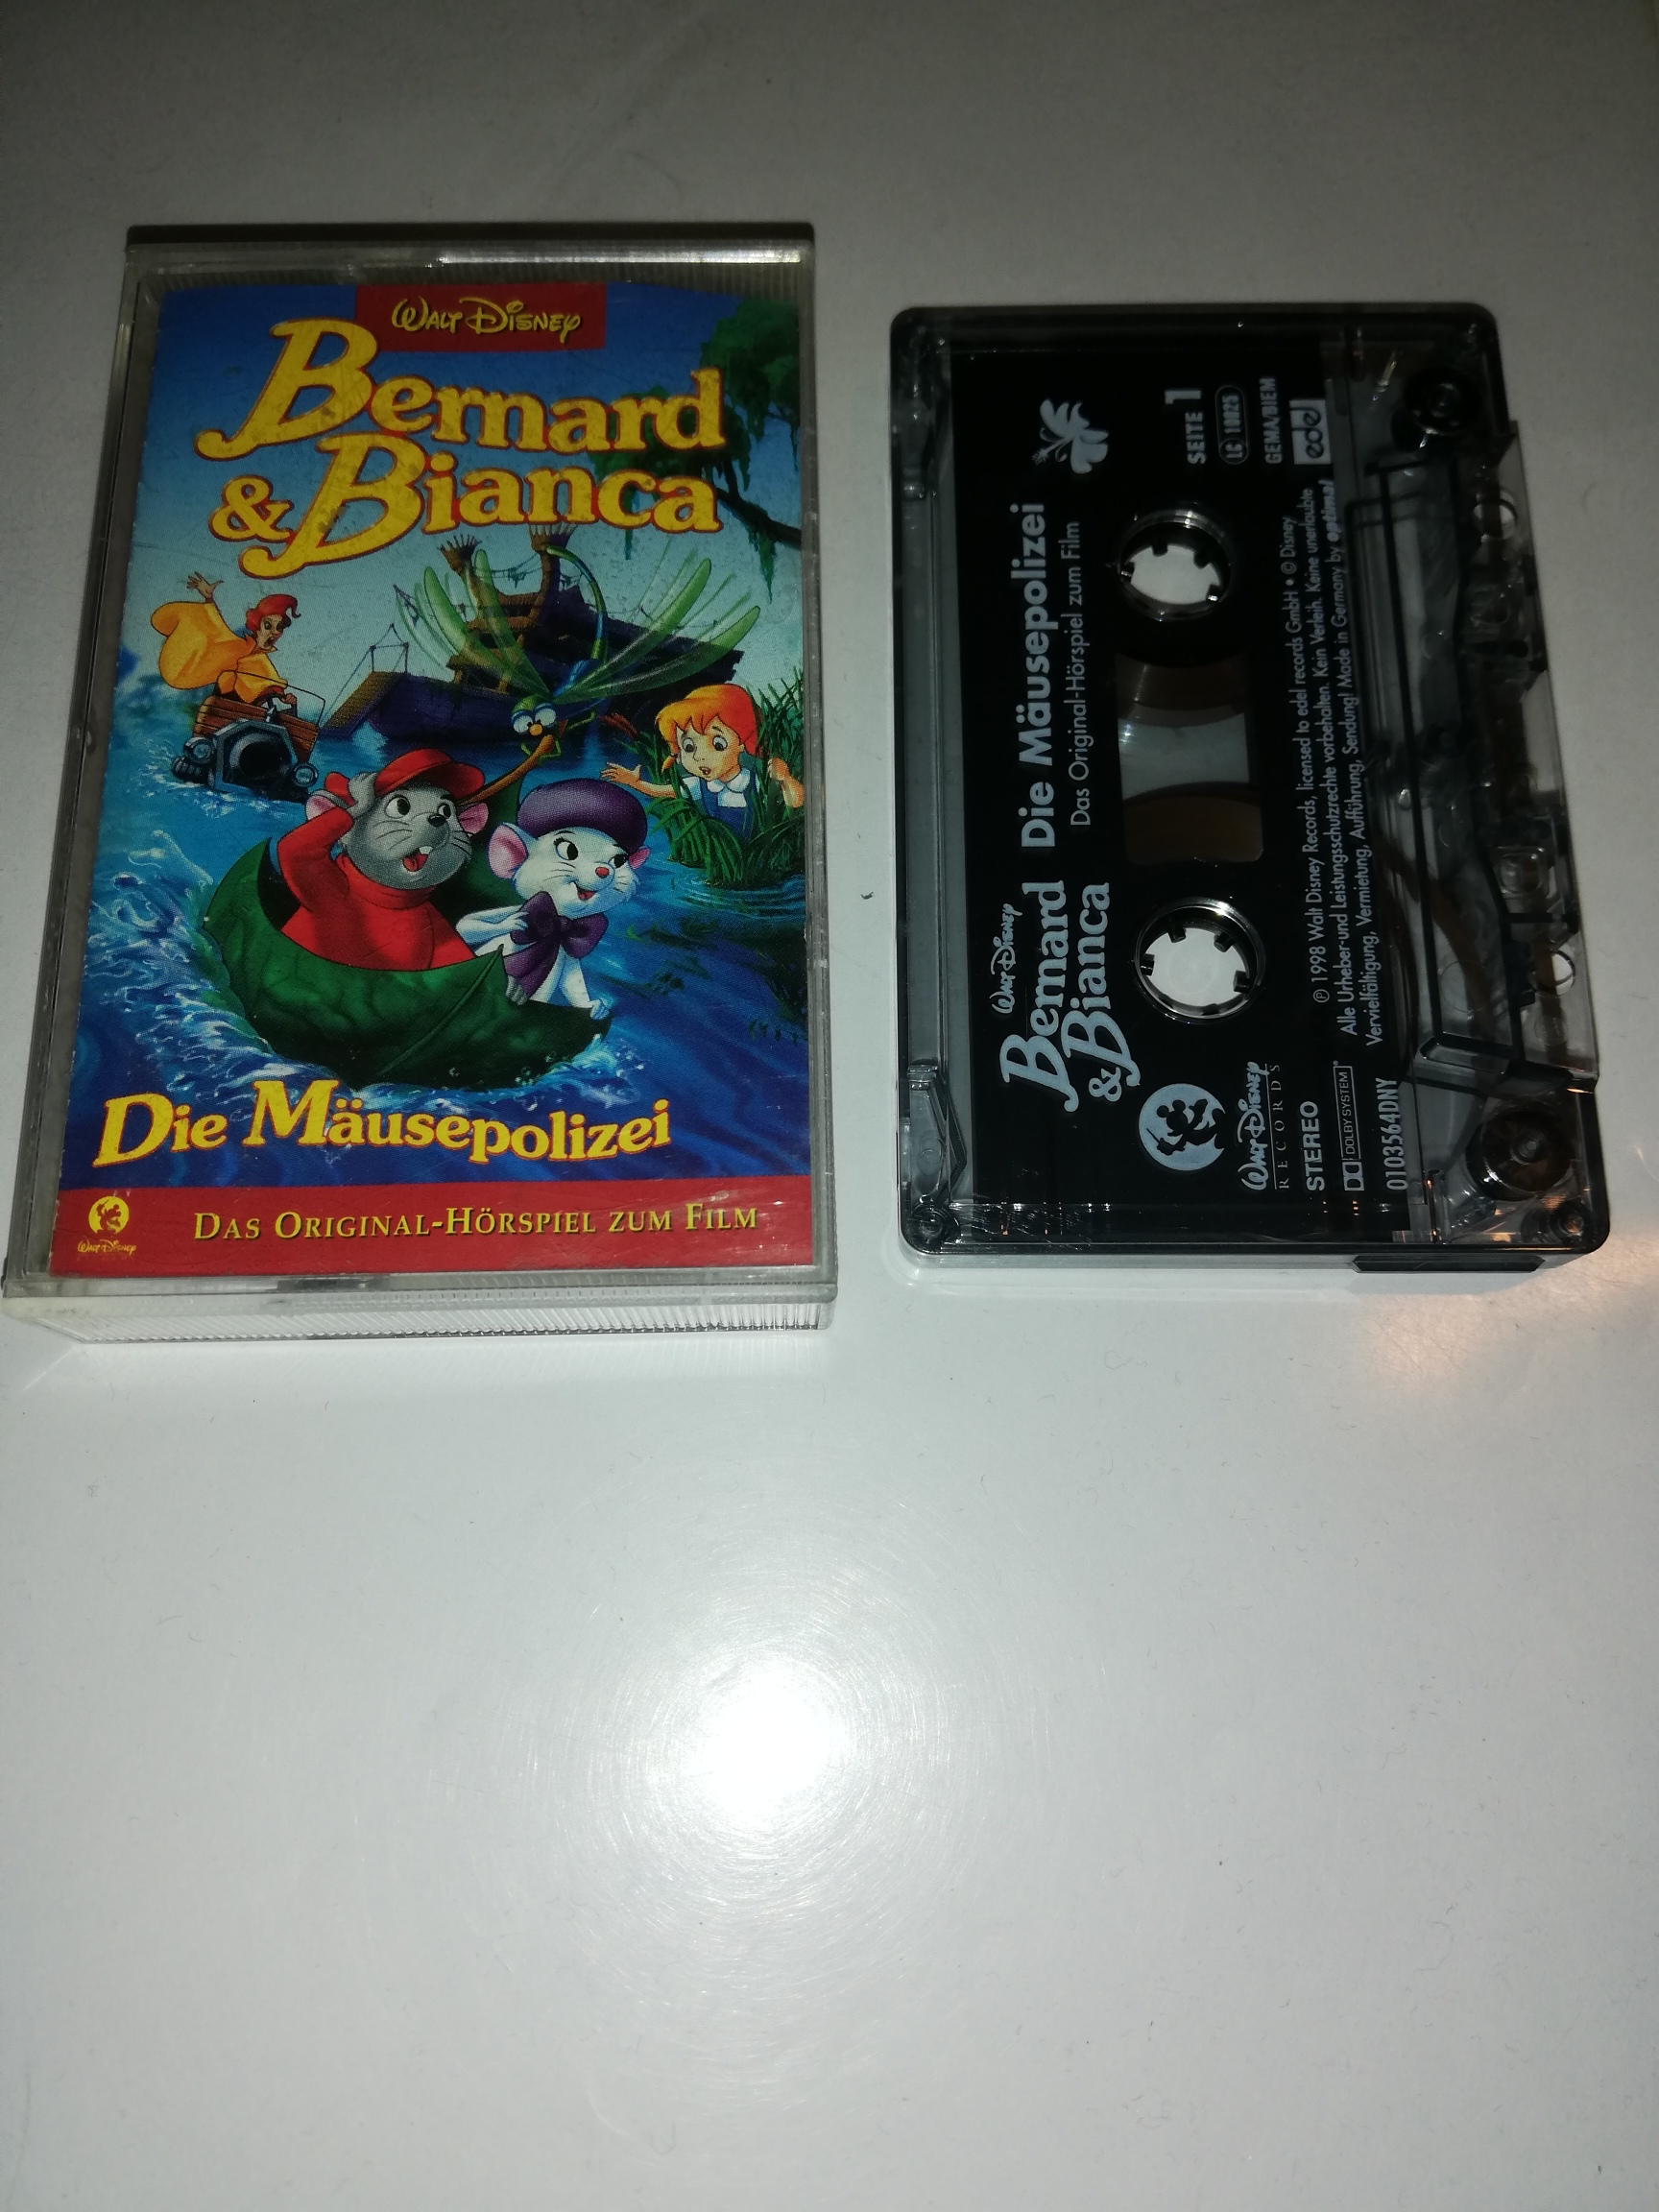 WALT DISNEY
Bernard
& Bianca
Die Mäusepolizei
WALT DISNEY
DAS ORIGINAL-HÖRSPIEL ZUM FILM
WALT DISNEY
Bernard
& Bianca
Die Mäusepolizei
Das Original-Hörspiel zum Film
SEITE 1
LC 10025
GEMA/BIEM
edel
WALT DISNEY
RECORDS
STEREO
DOLBY SYSTEM
0103564DNY
℗ 1998 Walt Disney Records, licensed to edel records GmbH • © Disney
Alle Urheber-und Leistungsschutzrechte vorbehalten. Kein Verleih. Keine unerlaubte
Vervielfältigung, Vermietung, Aufführung, Sendung! Made in Germany by optimal